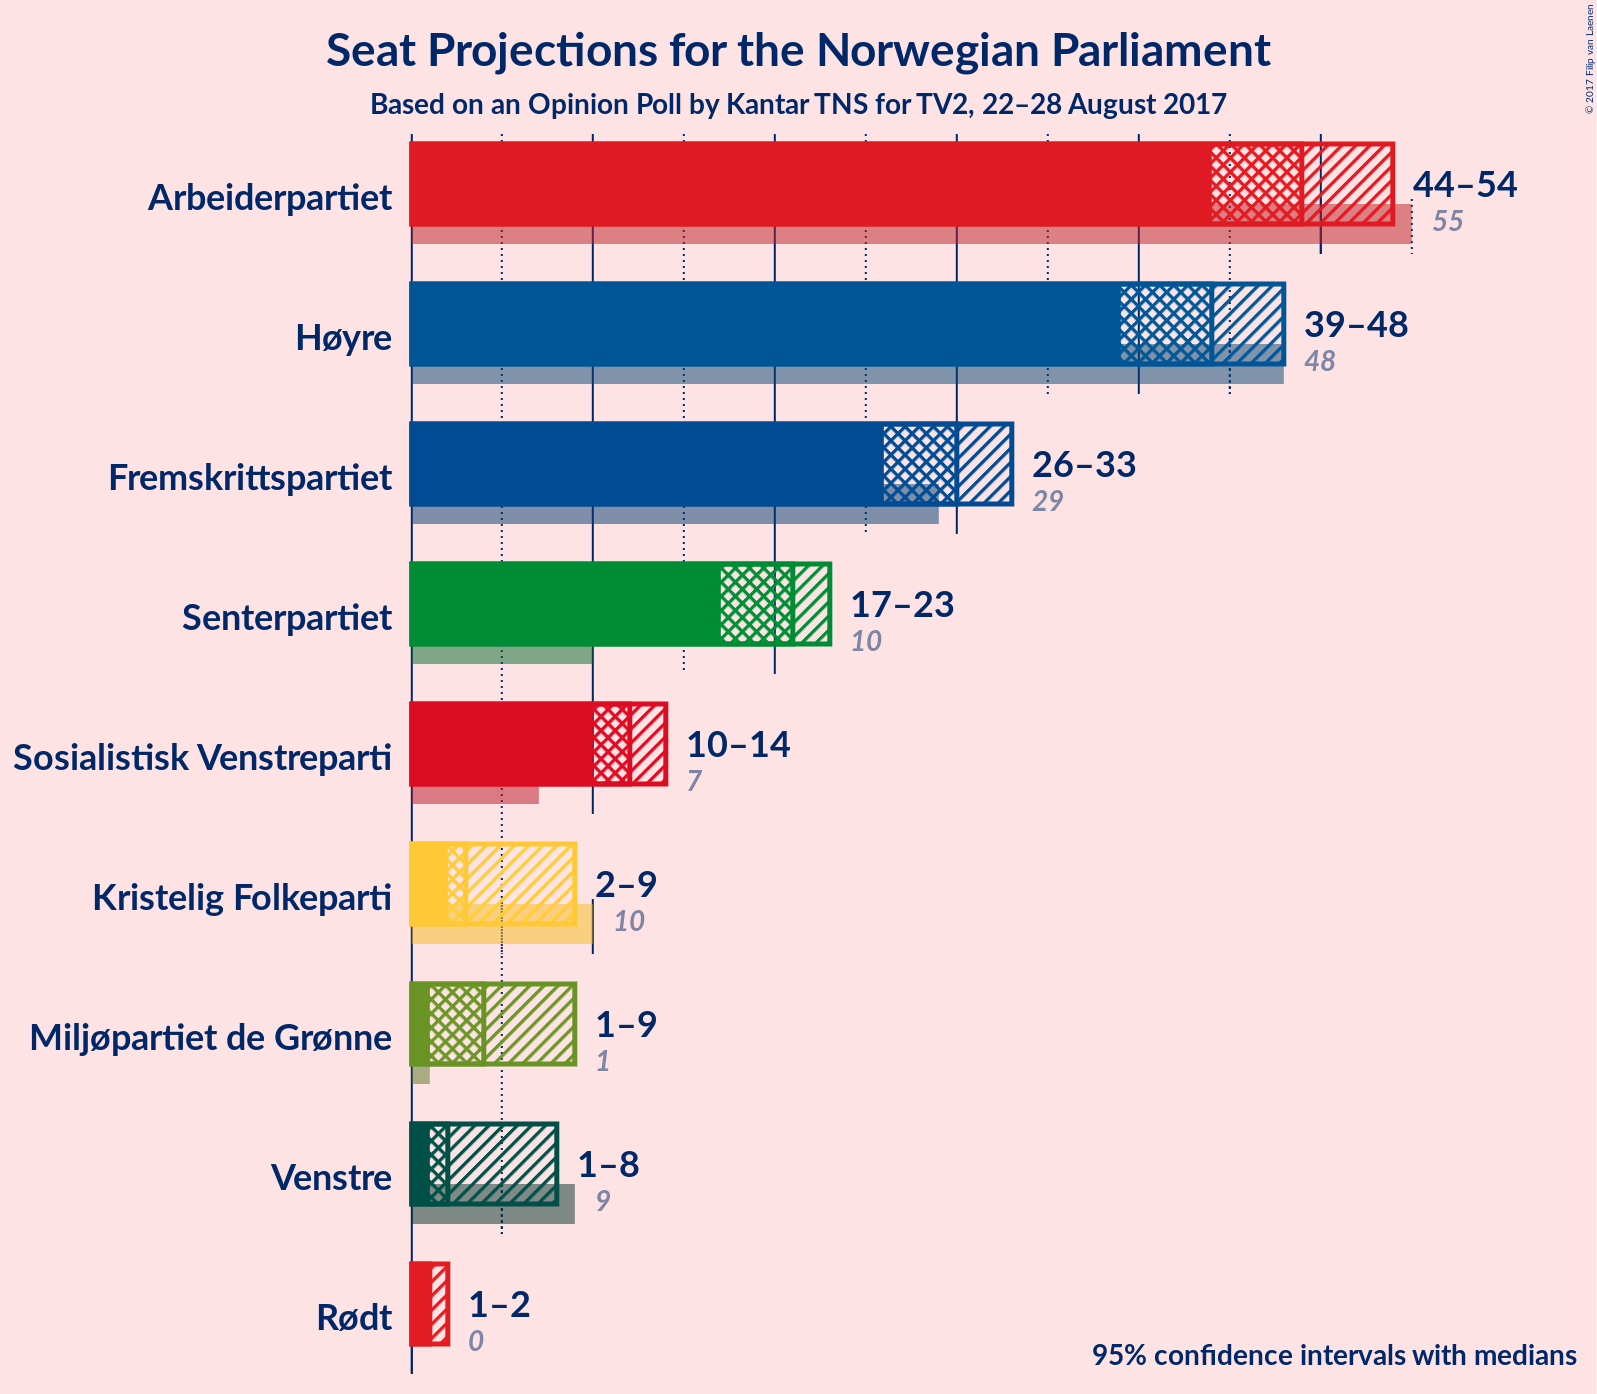 Seat Projections for the Norwegian Parliament
Based on an Opinion Poll by Kantar TNS for TV2, 22–28 August 2017
© 2017 Filip van Laenen
Arbeiderpartiet
44–54
55
Høyre
39–48
48
Fremskrittspartiet
26–33
29
Senterpartiet
17–23
10
Sosialistisk Venstreparti
10–14
7
Kristelig Folkeparti
2–9
10
Miljøpartiet de Grønne
1–9
1
Venstre
1–8
9
Rødt
1–2
0
95% confidence intervals with medians